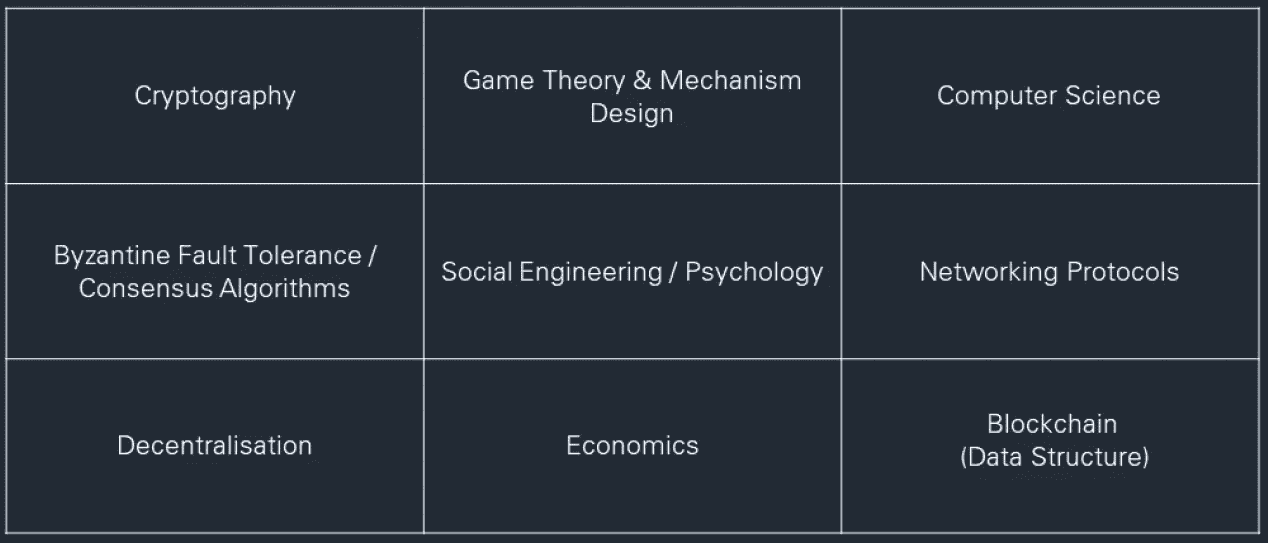 Cryptography
Game Theory & Mechanism
Design
Computer Science
Byzantine Fault Tolerance /
Consensus Algorithms
Social Engineering / Psychology
Networking Protocols
Decentralisation
Economics
Blockchain
(Data Structure)